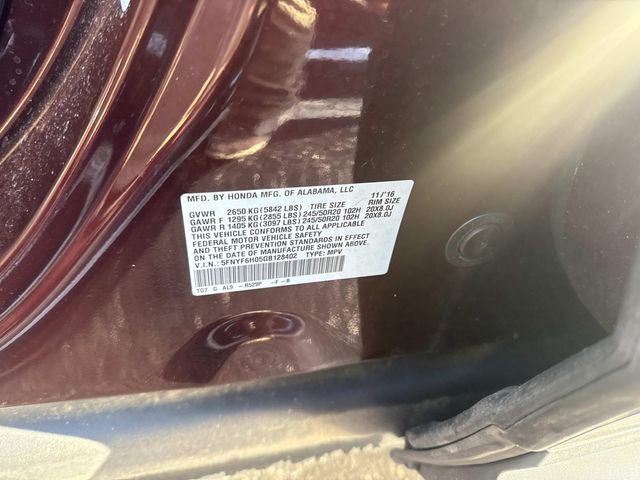 MFD. BY HONDA MFG. OF ALABAMA, LLC 11/'16
GVWR 2650 KG (5842 LBS) TIRE SIZE RIM SIZE
GAWR F 1295 KG (2855 LBS) 245/50R20 102H 20X8.0J
GAWR R 1405 KG (3097 LBS) 245/50R20 102H 20X8.0J
THIS VEHICLE CONFORMS TO ALL APPLICABLE
FEDERAL MOTOR VEHICLE SAFETY
AND THEFT PREVENTION STANDARDS IN EFFECT
ON THE DATE OF MANUFACTURE SHOWN ABOVE.
V.I.N.: 5FNYF6H05GB128402 TYPE: MPV
TG7 G AL9 - R529P -F-B